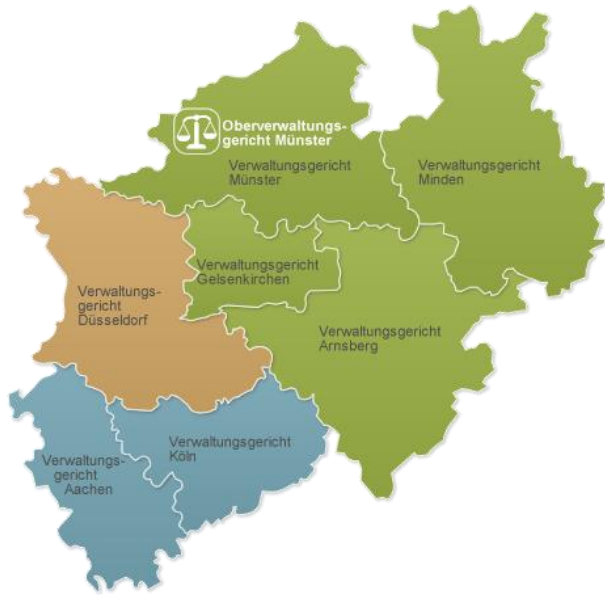 Oberverwaltungs-
gericht Münster
Verwaltungsgericht
Münster
Verwaltungsgericht
Minden
Verwaltungsgericht
Gelsenkirchen
Verwaltungs-
gericht
Düsseldorf
Verwaltungsgericht
Arnsberg
Verwaltungsgericht
Köln
Verwaltungs-
gericht
Aachen